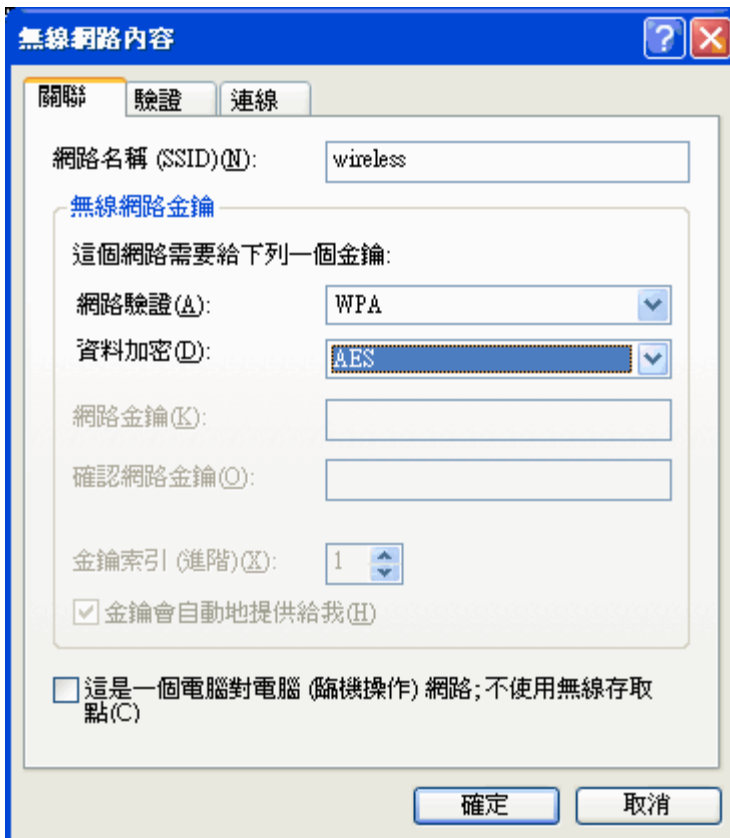 無線網路內容
關聯 驗證 連線
網路名稱 (SSID)(N): wireless
無線網路金鑰
這個網路需要給下列一個金鑰:
網路驗證(A): WPA
資料加密(D): AES
網路金鑰(K):
確認網路金鑰(O):
金鑰索引 (進階)(X): 1
金鑰會自動地提供給我(H)
這是一個電腦對電腦 (臨機操作) 網路;不使用無線存取
點(C)
確定 取消